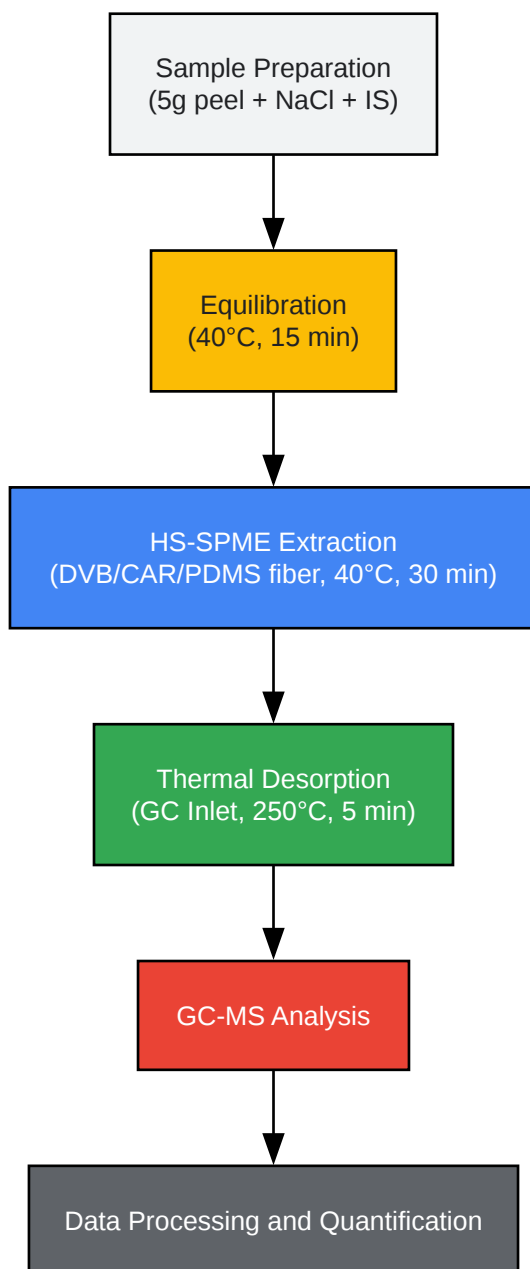 Sample Preparation
(5g peel + NaCl + IS)
Equilibration
(40°C, 15 min)
HS-SPME Extraction
(DVB/CAR/PDMS fiber, 40°C, 30 min)
Thermal Desorption
(GC Inlet, 250°C, 5 min)
GC-MS Analysis
Data Processing and Quantification